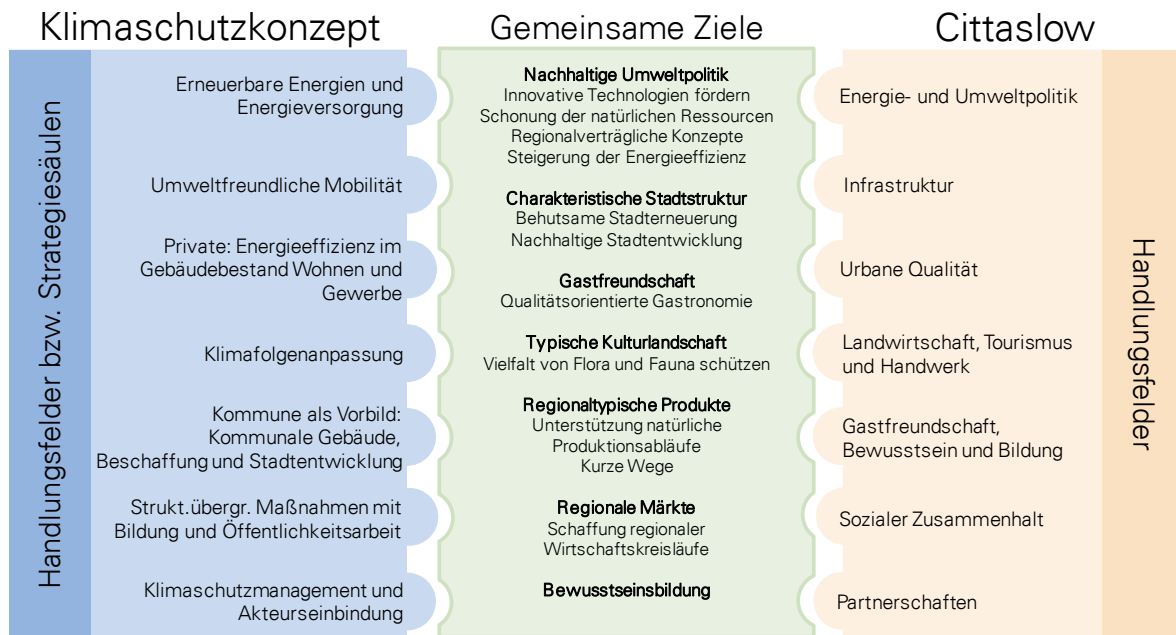 Klimaschutzkonzept
Handlungsfelder bzw. Strategiesäulen
Erneuerbare Energien und
Energieversorgung
Umweltfreundliche Mobilität
Private: Energieeffizienz im
Gebäudebestand Wohnen und
Gewerbe
Klimafolgenanpassung
Kommune als Vorbild:
Kommunale Gebäude,
Beschaffung und Stadtentwicklung
Strukt.übergr. Maßnahmen mit
Bildung und Öffentlichkeitsarbeit
Klimaschutzmanagement und
Akteurseinbindung
Gemeinsame Ziele
Nachhaltige Umweltpolitik
Innovative Technologien fördern
Schonung der natürlichen Ressourcen
Regionalverträgliche Konzepte
Steigerung der Energieeffizienz
Charakteristische Stadtstruktur
Behutsame Stadterneuerung
Nachhaltige Stadtentwicklung
Gastfreundschaft
Qualitätsorientierte Gastronomie
Typische Kulturlandschaft
Vielfalt von Flora und Fauna schützen
Regionaltypische Produkte
Unterstützung natürliche
Produktionsabläufe
Kurze Wege
Regionale Märkte
Schaffung regionaler
Wirtschaftskreisläufe
Bewusstseinsbildung
Cittaslow
Energie- und Umweltpolitik
Infrastruktur
Urbane Qualität
Landwirtschaft, Tourismus
und Handwerk
Gastfreundschaft,
Bewusstsein und Bildung
Sozialer Zusammenhalt
Partnerschaften
Handlungsfelder